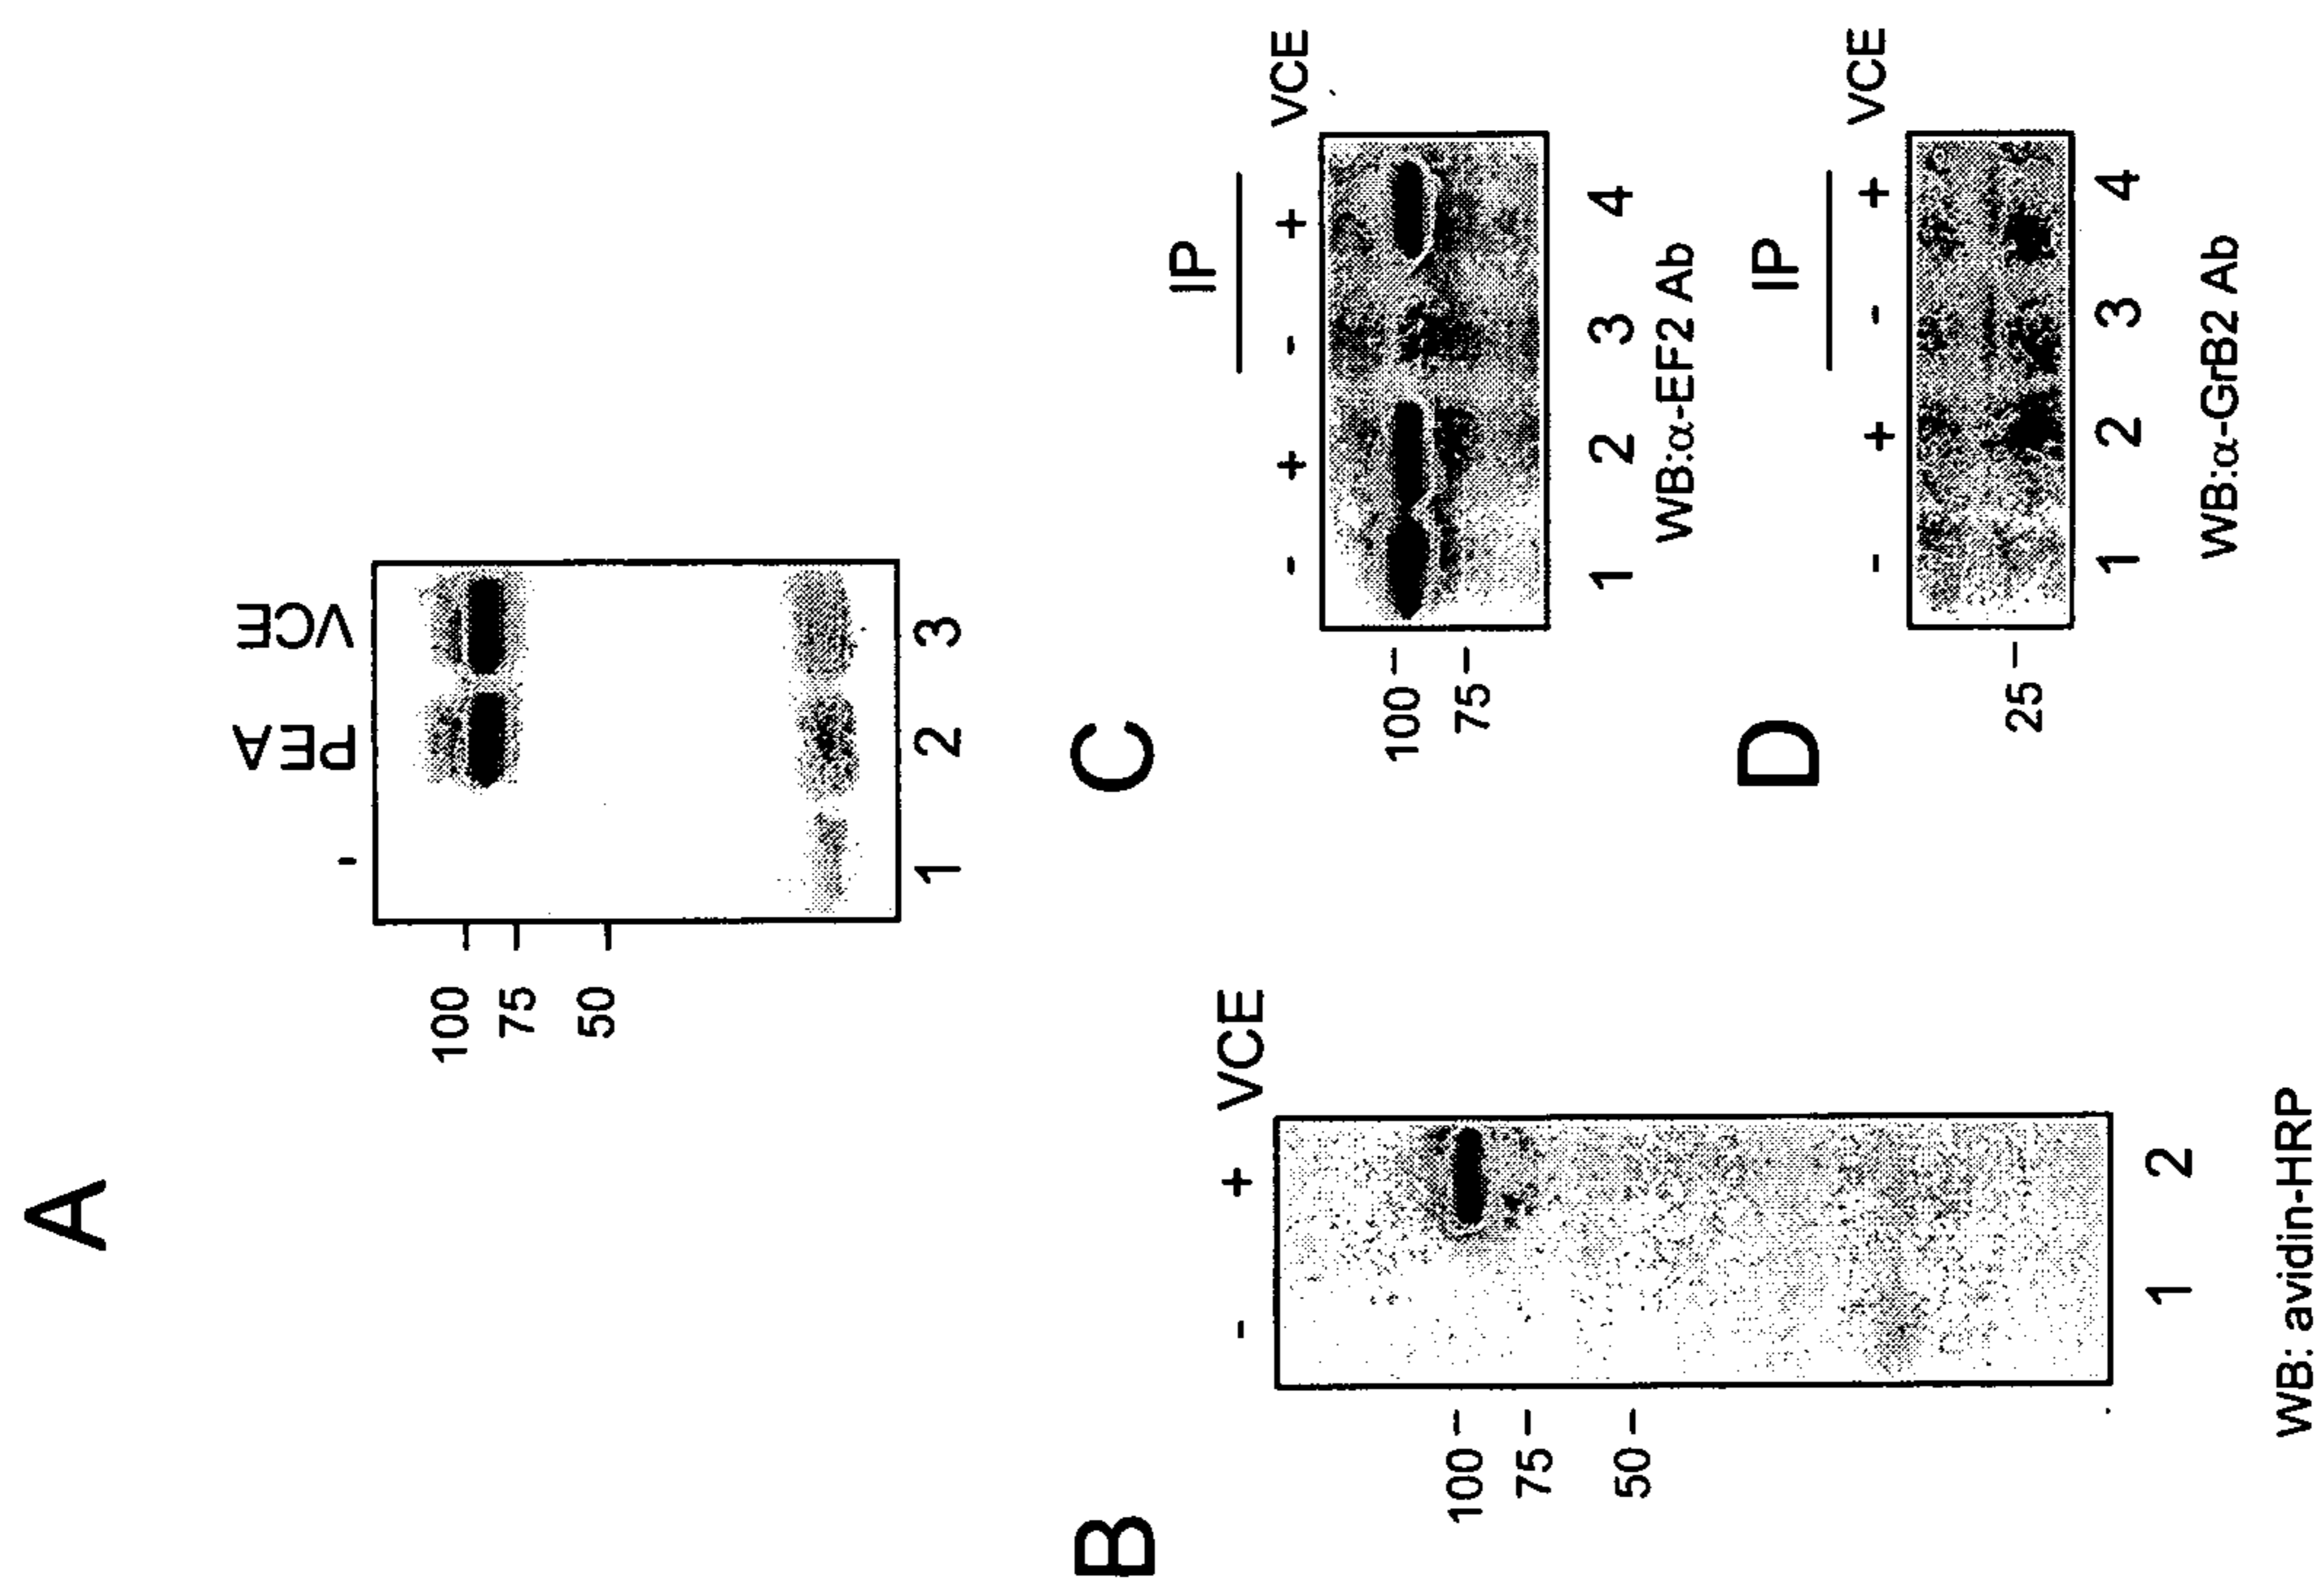 A
- PEA VCE
100
75
50
1 2 3
B
- + VCE
100
75
50
1 2
WB: avidin-HRP
C
IP
- + - + VCE
100
75
1 2 3 4
WB:α-EF2 Ab
D
IP
- + - + VCE
25
1 2 3 4
WB:α-GrB2 Ab